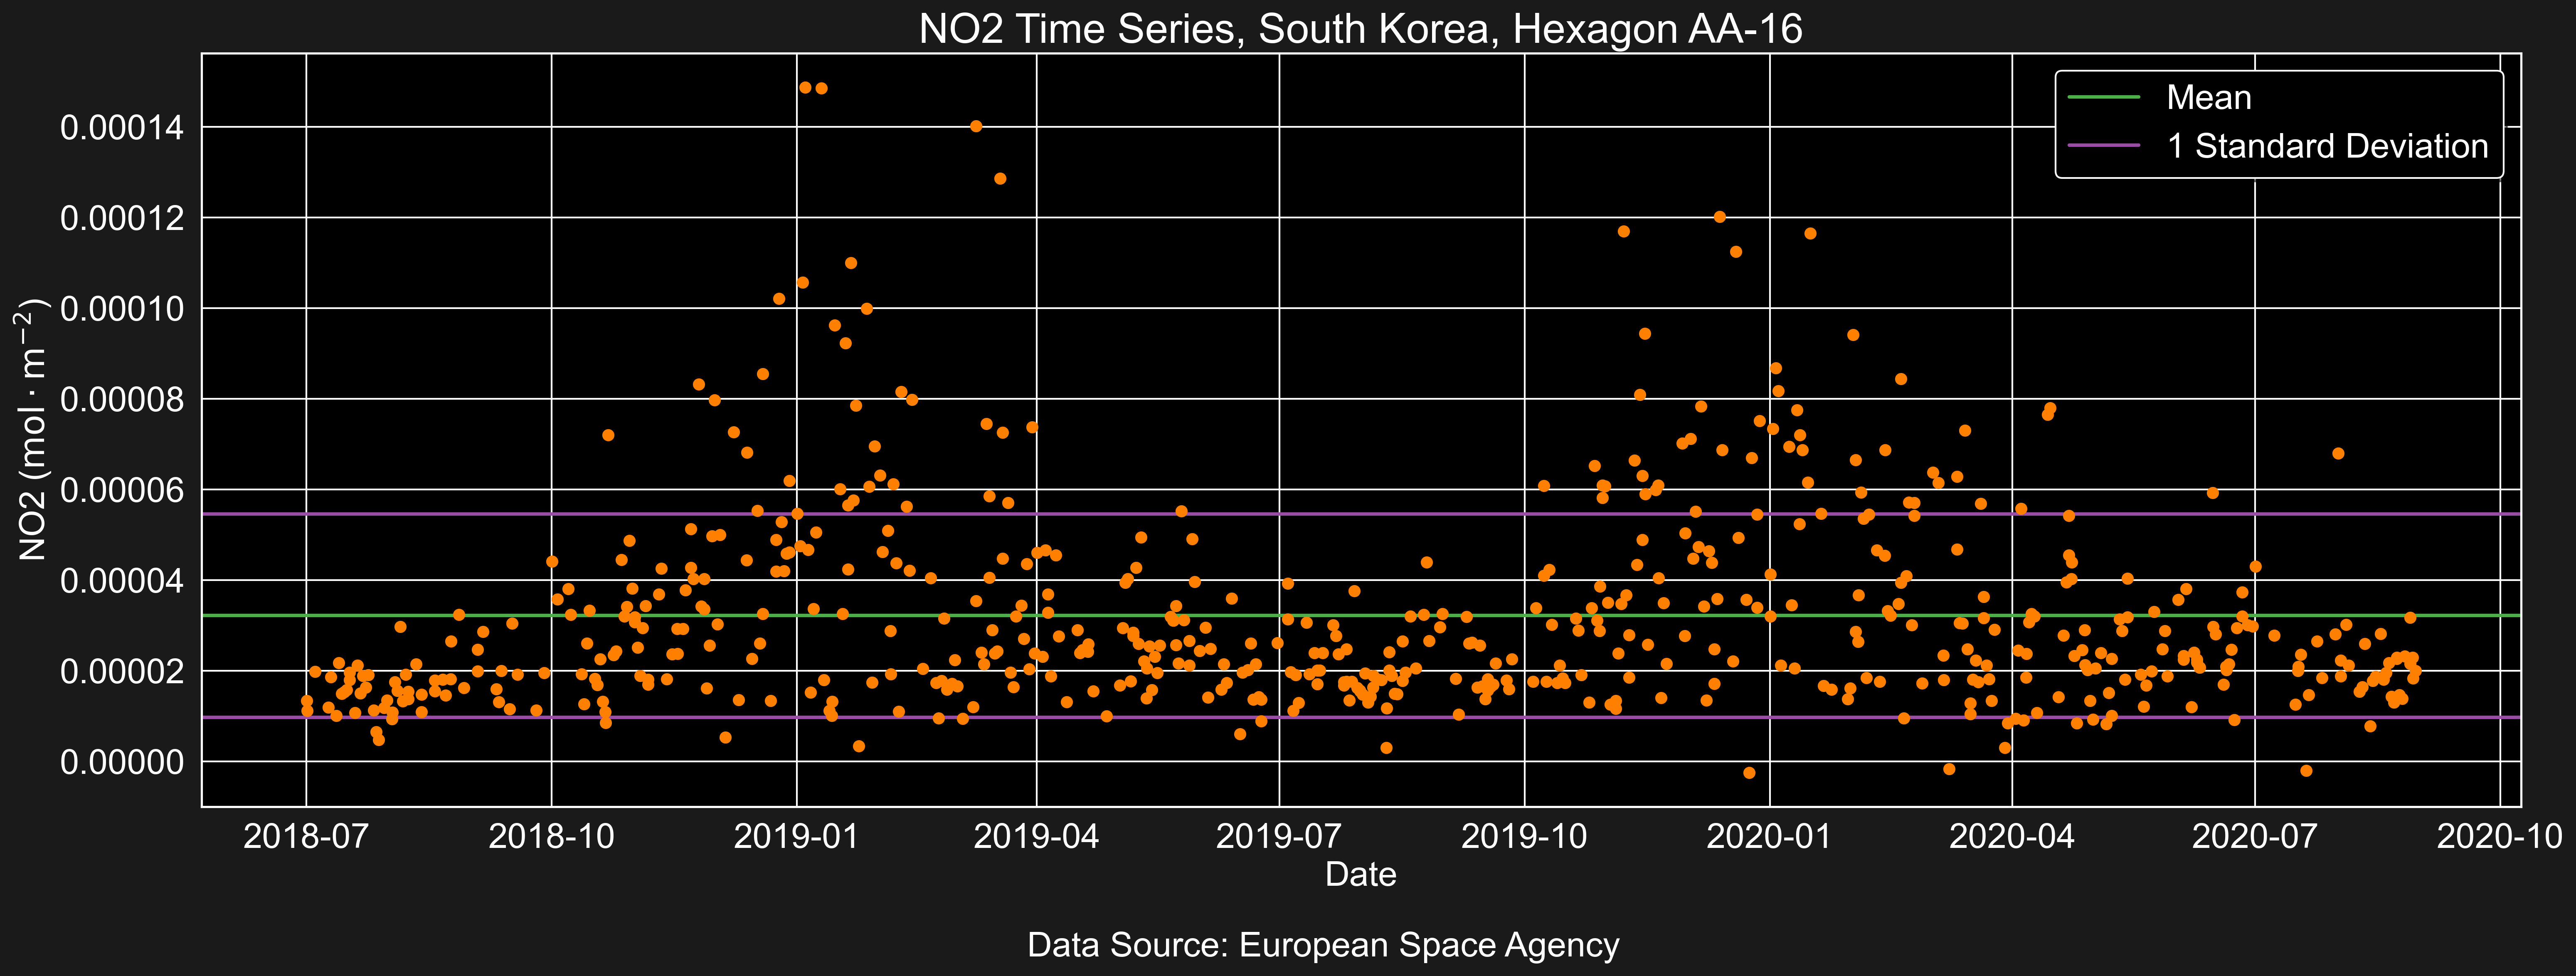 NO2 Time Series, South Korea, Hexagon AA-16
Mean
1 Standard Deviation
0.00014
0.00012
0.00010
0.00008
0.00006
0.00004
0.00002
0.00000
NO2 (mol · m⁻²)
2018-07 2018-10 2019-01 2019-04 2019-07 2019-10 2020-01 2020-04 2020-07 2020-10
Date
Data Source: European Space Agency